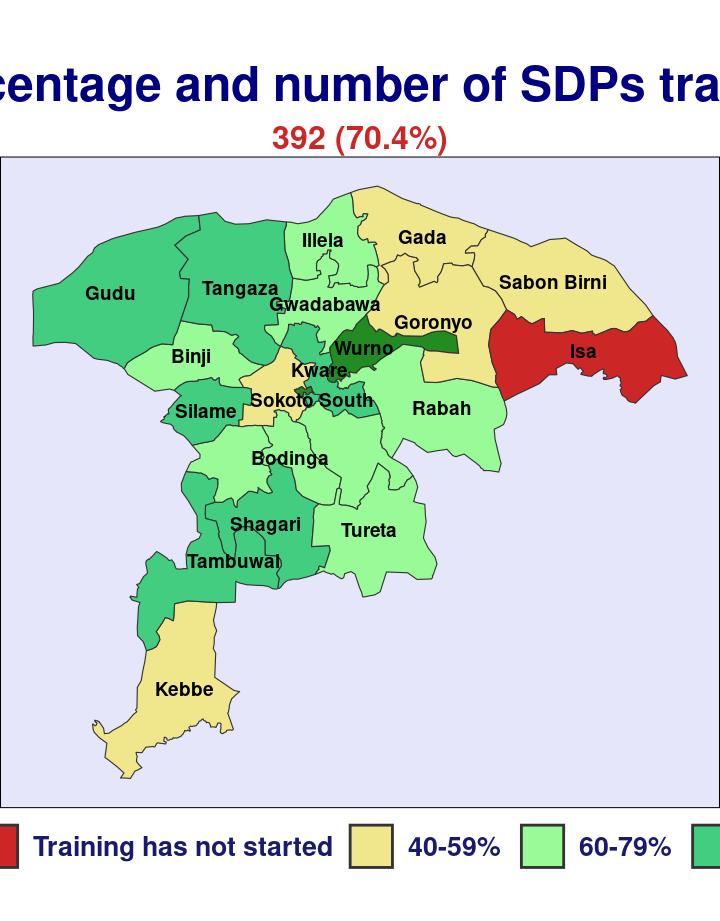 centage and number of SDPs tra
392 (70.4%)
Illela
Gada
Sabon Birni
Gudu
Tangaza
Gwadabawa
Goronyo
Wurno
Isa
Binji
Kware
Silame
Sokoto South
Rabah
Bodinga
Shagari
Tureta
Tambuwal
Kebbe
Training has not started 40-59% 60-79%